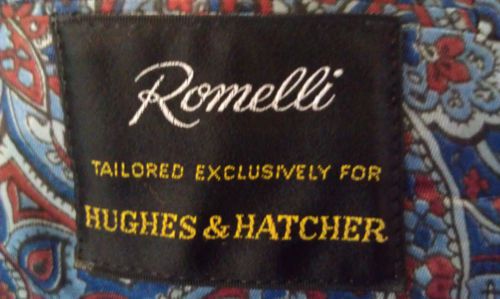 Romelli
TAILORED EXCLUSIVELY FOR
HUGHES & HATCHER